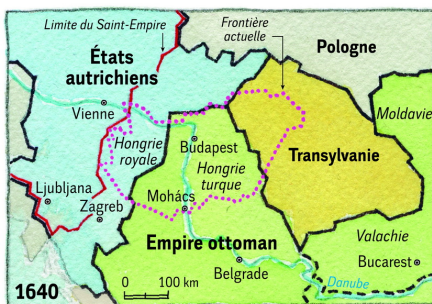 Limite du Saint-Empire
Frontière
actuelle
États
autrichiens
Pologne
Vienne
Moldavie
Hongrie
royale
Budapest
Hongrie
turque
Transylvanie
Ljubljana
Zagreb
Mohács
Empire ottoman
Valachie
Bucarest
Belgrade
Danube
1640
0 100 km